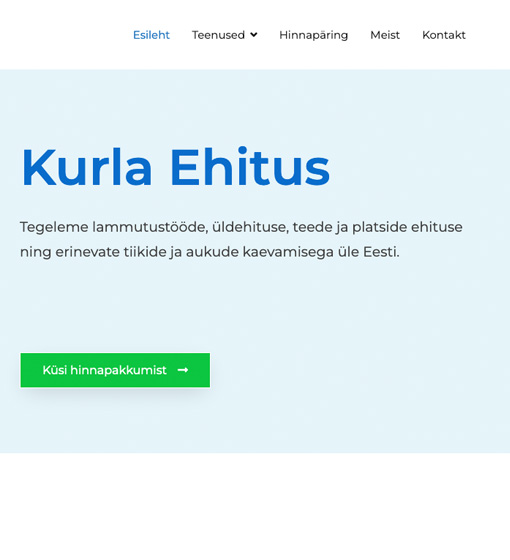 Esileht Teenused Hinnapäring Meist Kontakt
Kurla Ehitus
Tegeleme lammutustööde, üldehituse, teede ja platside ehituse
ning erinevate tiikide ja aukude kaevamisega üle Eesti.
Küsi hinnapakkumist